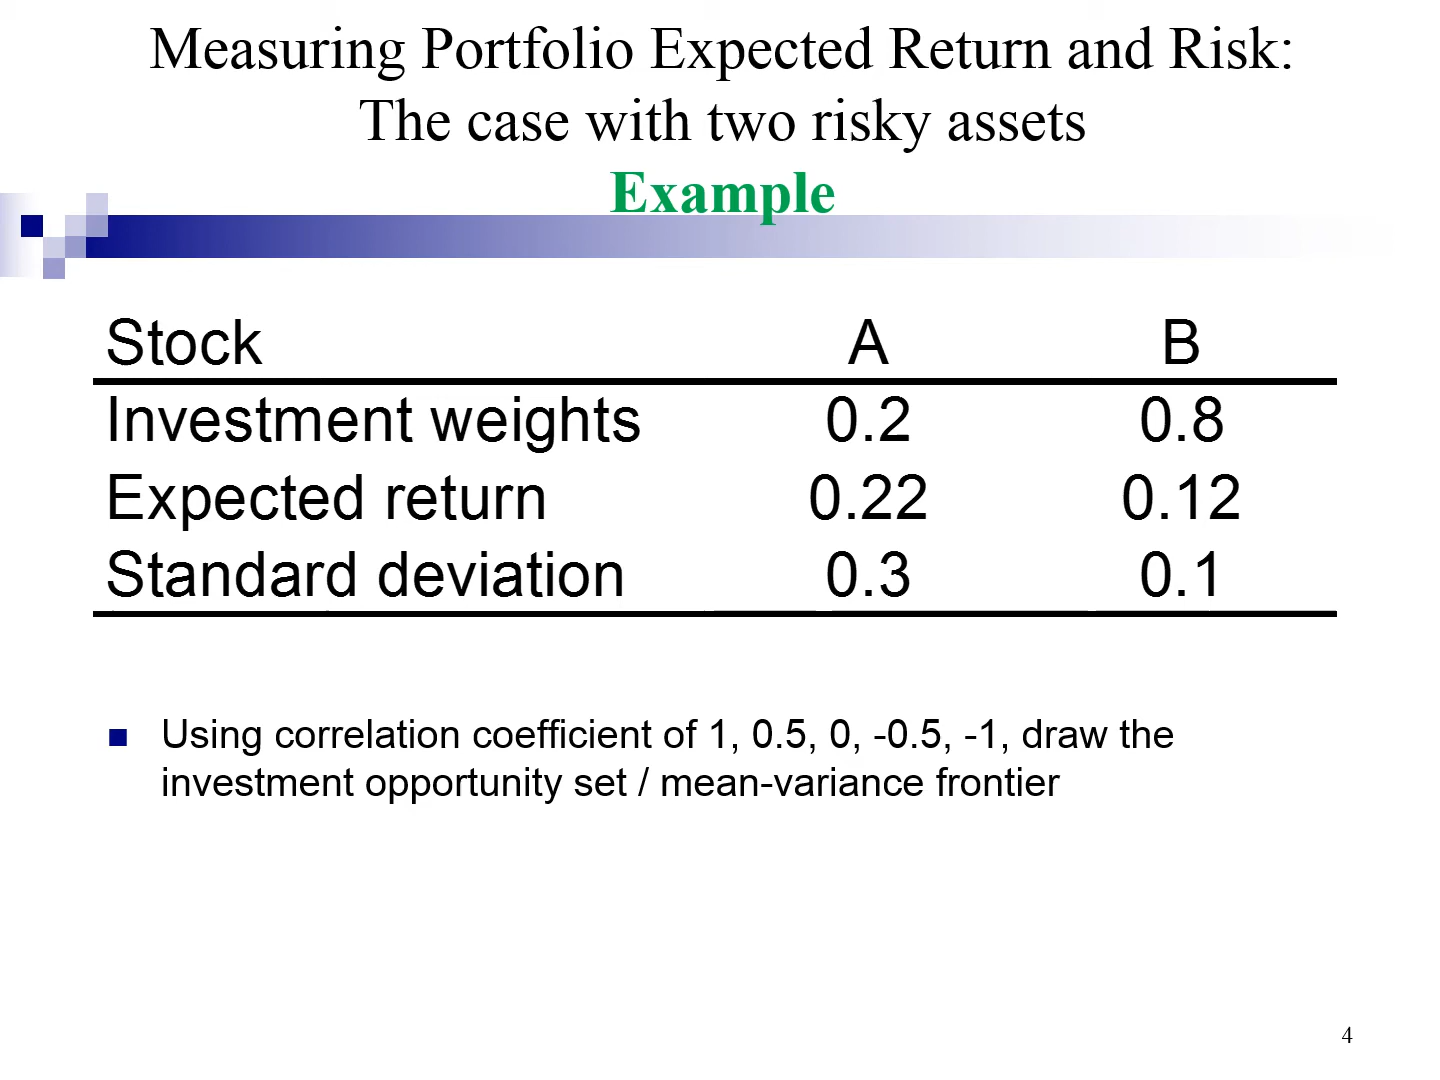 Measuring Portfolio Expected Return and Risk:
The case with two risky assets
Example
Stock A B
Investment weights 0.2 0.8
Expected return 0.22 0.12
Standard deviation 0.3 0.1
Using correlation coefficient of 1, 0.5, 0, -0.5, -1, draw the
investment opportunity set / mean-variance frontier
4